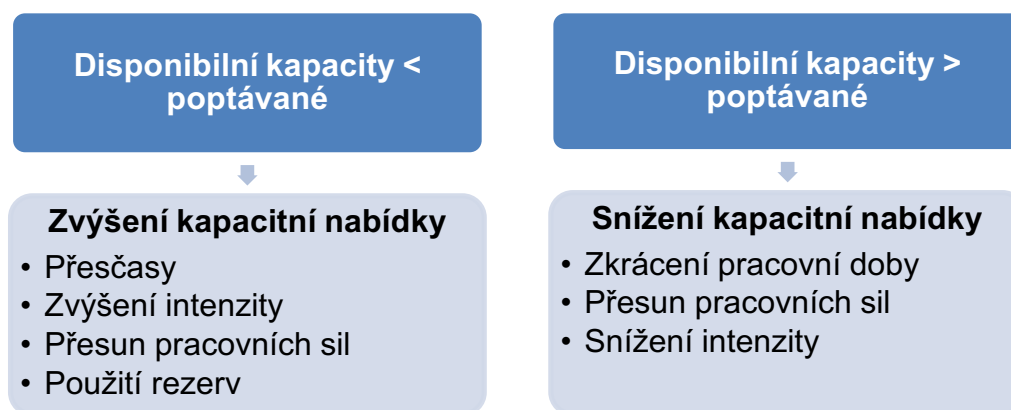 Disponibilní kapacity <
poptávané
Zvýšení kapacitní nabídky
• Přesčasy
• Zvýšení intenzity
• Přesun pracovních sil
• Použití rezerv
Disponibilní kapacity >
poptávané
Snížení kapacitní nabídky
• Zkrácení pracovní doby
• Přesun pracovních sil
• Snížení intenzity